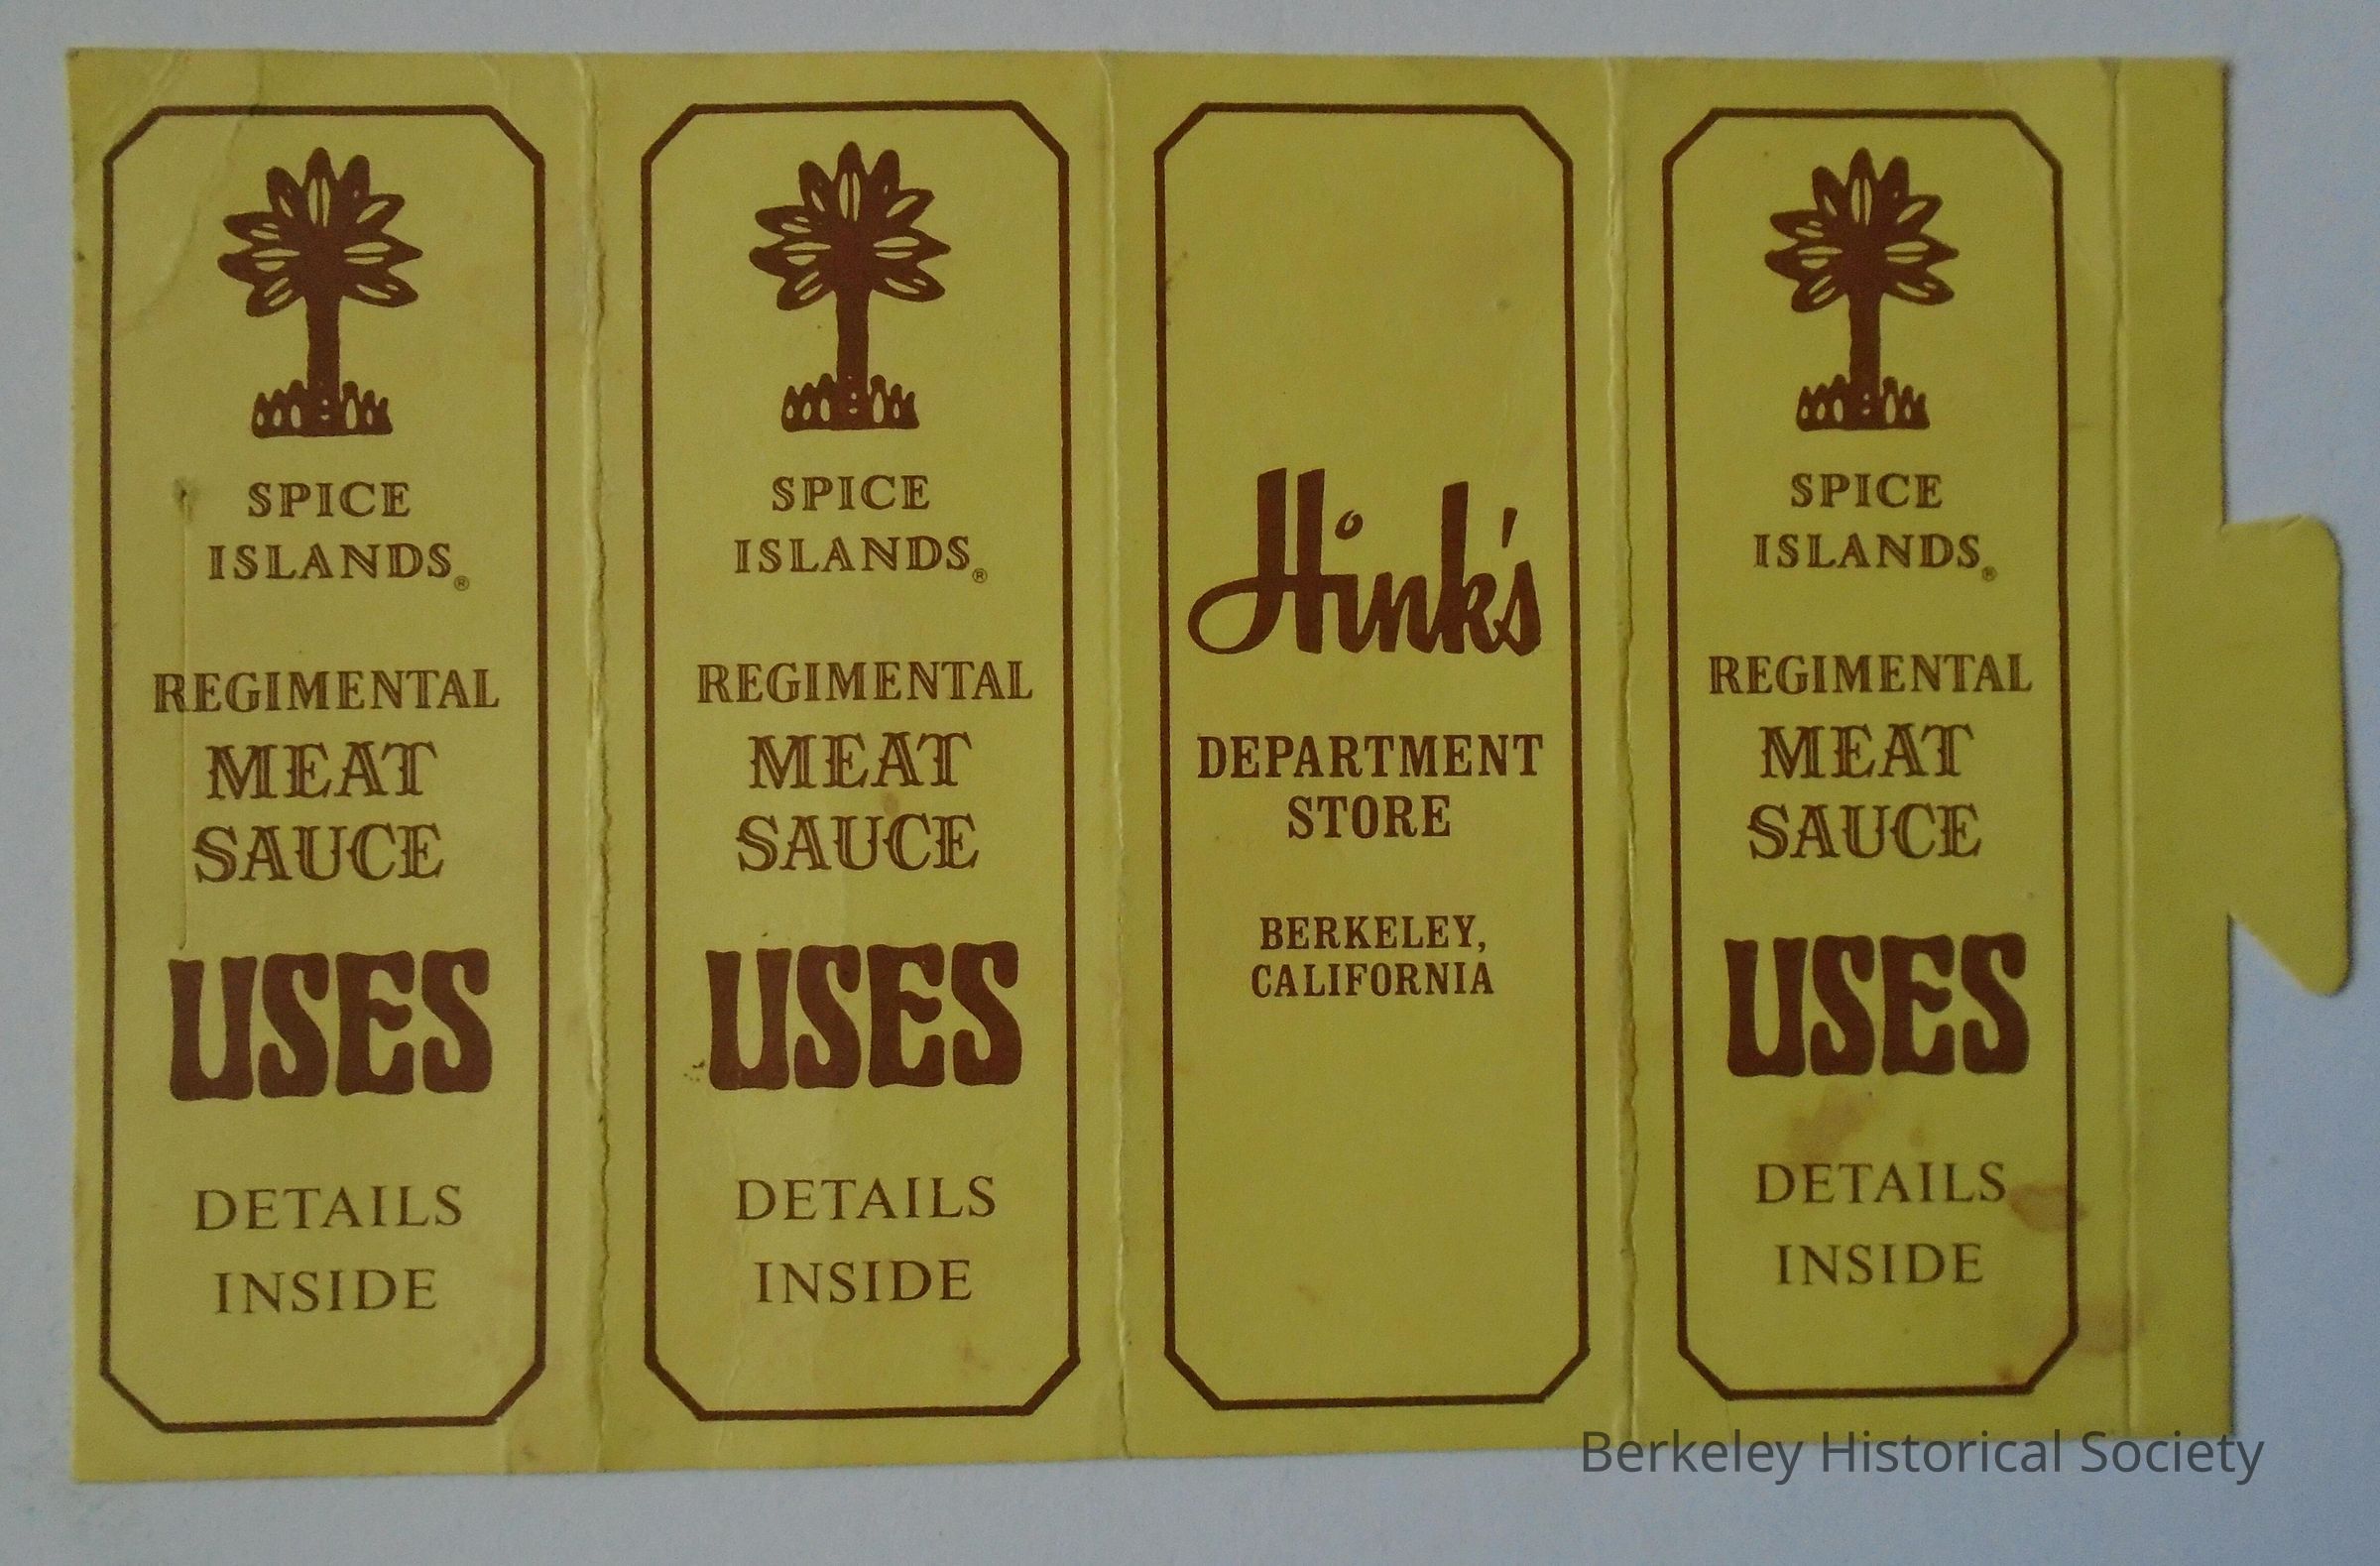 SPICE
ISLANDS®
REGIMENTAL
MEAT
SAUCE
USES
DETAILS
INSIDE
SPICE
ISLANDS®
REGIMENTAL
MEAT
SAUCE
USES
DETAILS
INSIDE
Hink's
DEPARTMENT
STORE
BERKELEY,
CALIFORNIA
SPICE
ISLANDS®
REGIMENTAL
MEAT
SAUCE
USES
DETAILS
INSIDE
Berkeley Historical Society